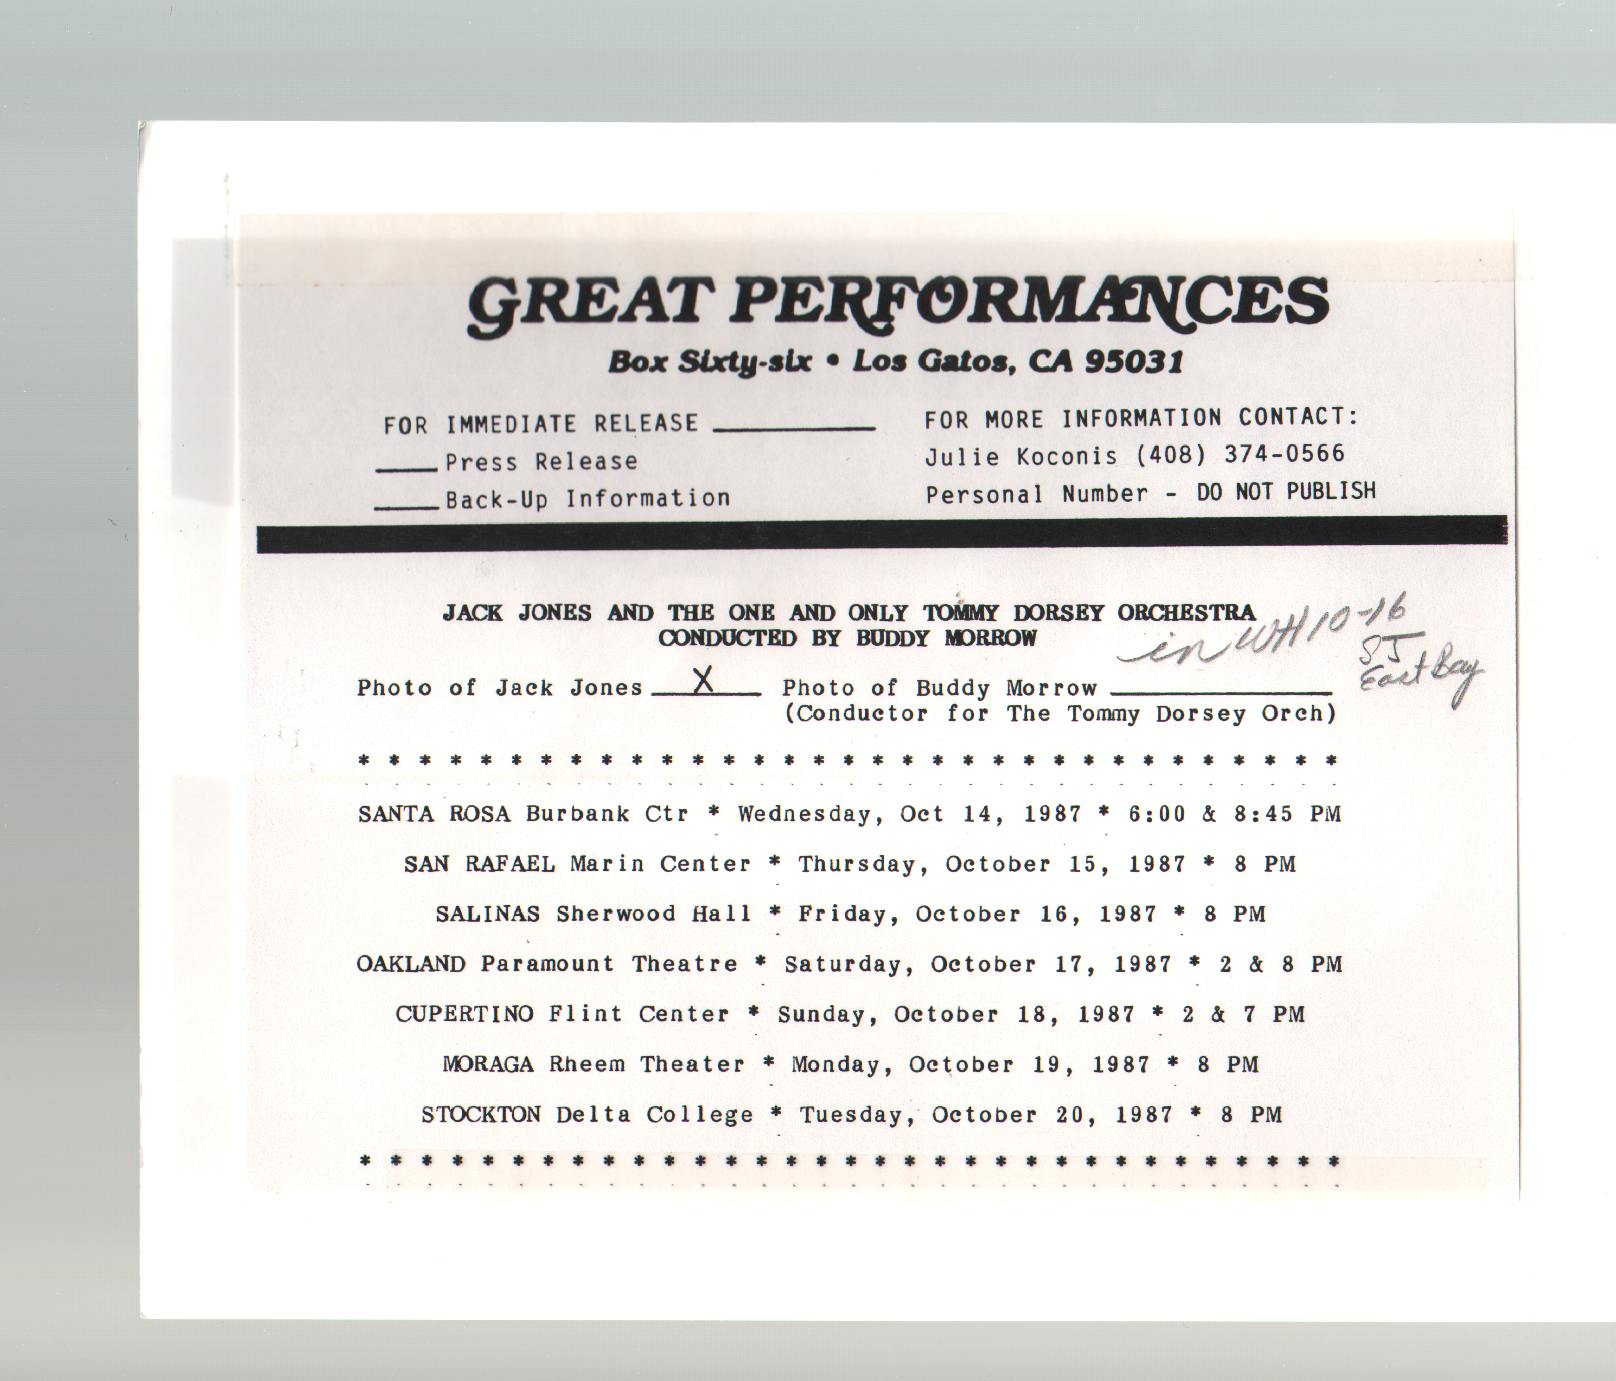 GREAT PERFORMANCES
Box Sixty-six • Los Gatos, CA 95031
FOR IMMEDIATE RELEASE ________
____Press Release
____Back-Up Information
FOR MORE INFORMATION CONTACT:
Julie Koconis (408) 374-0566
Personal Number - DO NOT PUBLISH
JACK JONES AND THE ONE AND ONLY TOMMY DORSEY ORCHESTRA
CONDUCTED BY BUDDY MORROW
in WH 10-16
SJ
East Bay
Photo of Jack Jones __X__ Photo of Buddy Morrow ________
(Conductor for The Tommy Dorsey Orch)
* * * * * * * * * * * * * * * * * * * * * * * * * * * * * * * * *
SANTA ROSA Burbank Ctr * Wednesday, Oct 14, 1987 * 6:00 & 8:45 PM
SAN RAFAEL Marin Center * Thursday, October 15, 1987 * 8 PM
SALINAS Sherwood Hall * Friday, October 16, 1987 * 8 PM
OAKLAND Paramount Theatre * Saturday, October 17, 1987 * 2 & 8 PM
CUPERTINO Flint Center * Sunday, October 18, 1987 * 2 & 7 PM
MORAGA Rheem Theater * Monday, October 19, 1987 * 8 PM
STOCKTON Delta College * Tuesday, October 20, 1987 * 8 PM
* * * * * * * * * * * * * * * * * * * * * * * * * * * * * * * * *